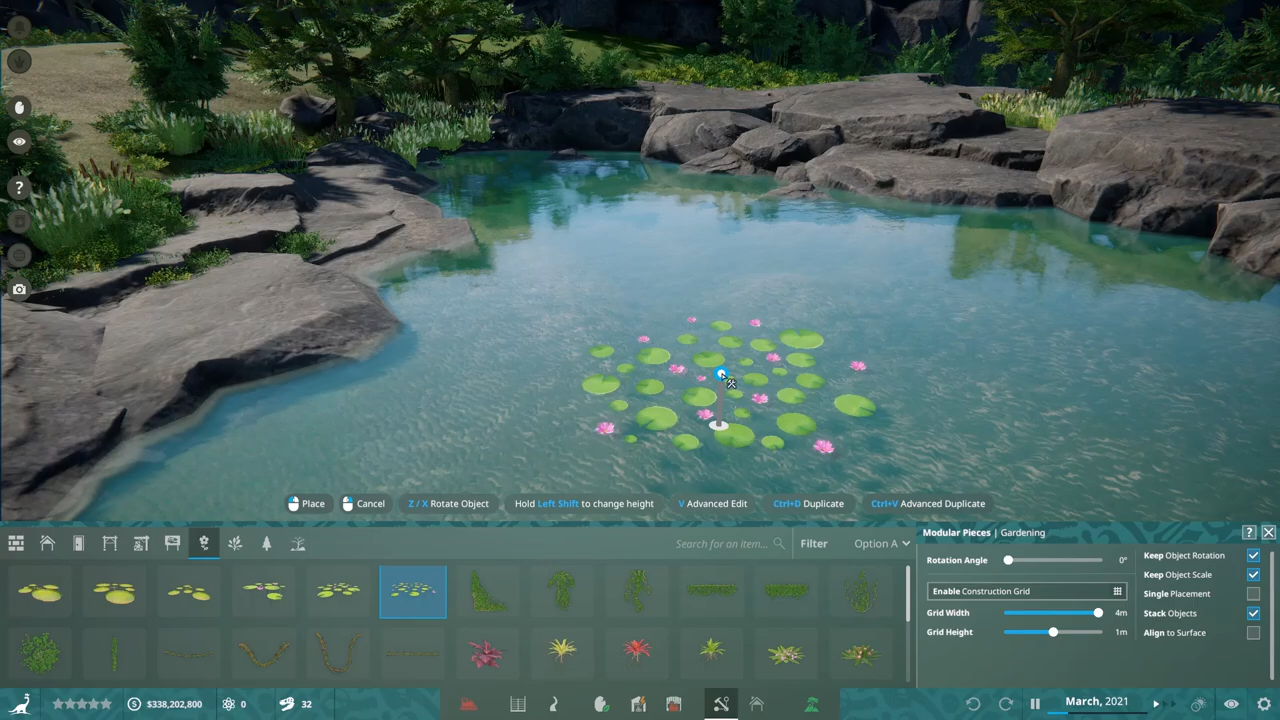 ?
Place
Cancel
Z / X Rotate Object
Hold Left Shift to change height
V Advanced Edit
Ctrl+D Duplicate
Ctrl+V Advanced Duplicate
Search for an item...
Filter
Option A
Modular Pieces | Gardening
?
Rotation Angle
0°
Enable Construction Grid
Grid Width
4m
Grid Height
1m
Keep Object Rotation
Keep Object Scale
Single Placement
Stack Objects
Align to Surface
$338,202,800
0
32
March, 2021